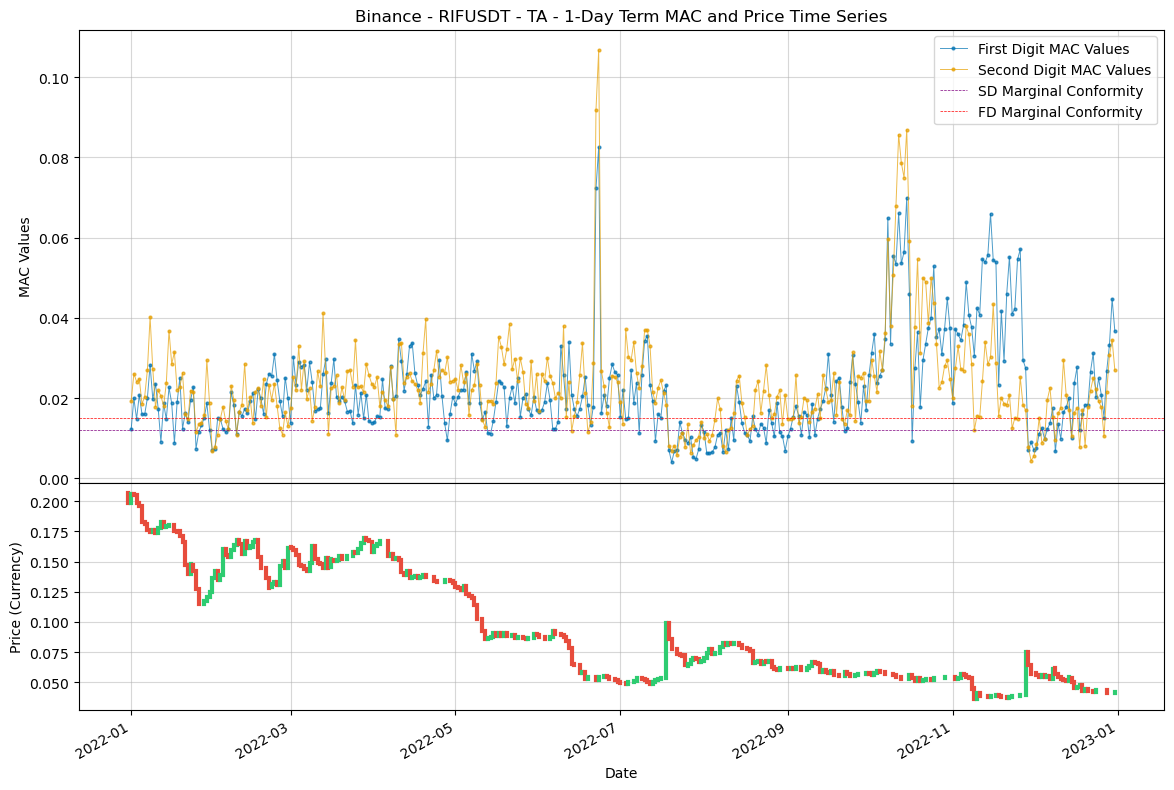 Binance - RIFUSDT - TA - 1-Day Term MAC and Price Time Series
First Digit MAC Values
Second Digit MAC Values
SD Marginal Conformity
FD Marginal Conformity
MAC Values
0.10
0.08
0.06
0.04
0.02
0.00
Price (Currency)
0.200
0.175
0.150
0.125
0.100
0.075
0.050
2022-01
2022-03
2022-05
2022-07
2022-09
2022-11
2023-01
Date